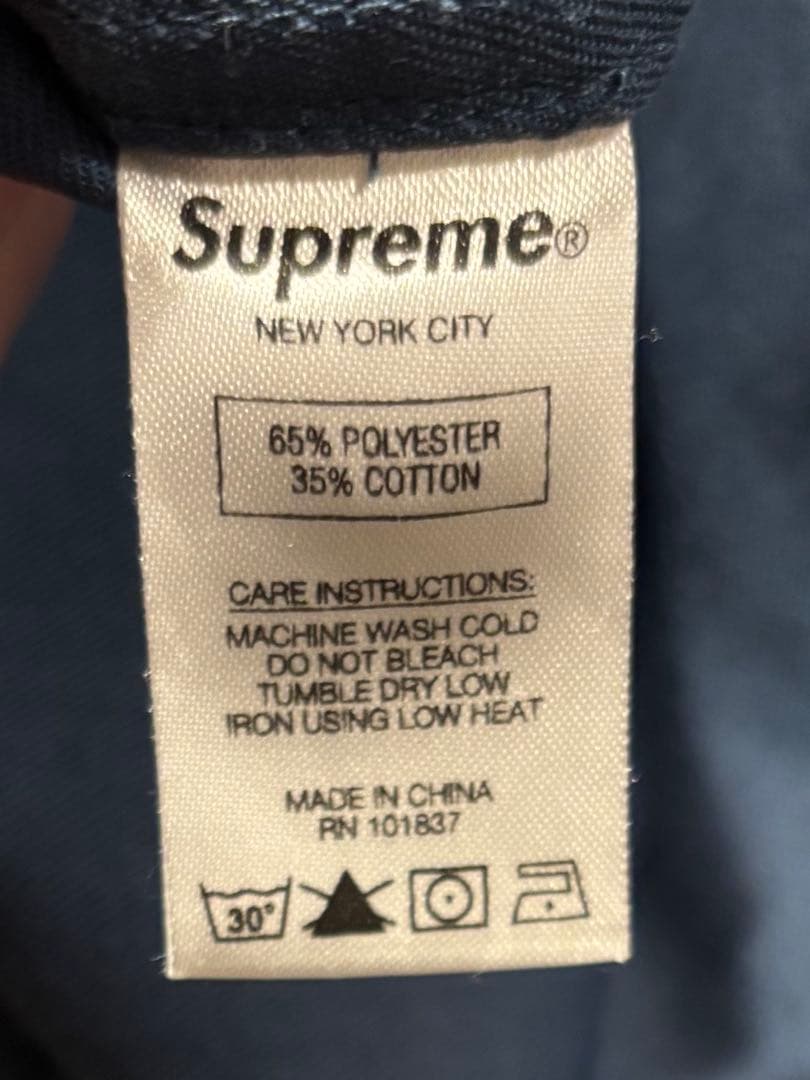 Supreme®
NEW YORK CITY
65% POLYESTER
35% COTTON
CARE INSTRUCTIONS:
MACHINE WASH COLD
DO NOT BLEACH
TUMBLE DRY LOW
IRON USING LOW HEAT
MADE IN CHINA
RN 101837
30°